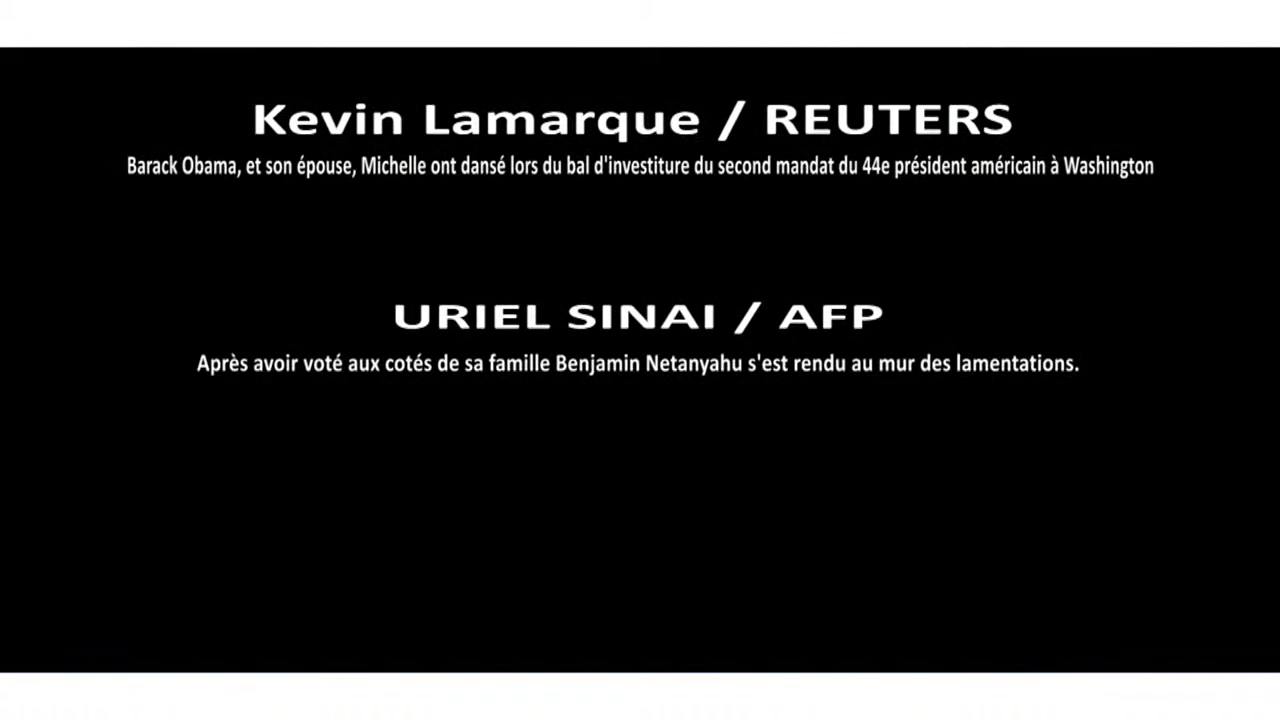 Kevin Lamarque / REUTERS
Barack Obama, et son épouse, Michelle ont dansé lors du bal d'investiture du second mandat du 44e président américain à Washington
URIEL SINAI / AFP
Après avoir voté aux cotés de sa famille Benjamin Netanyahu s'est rendu au mur des lamentations.